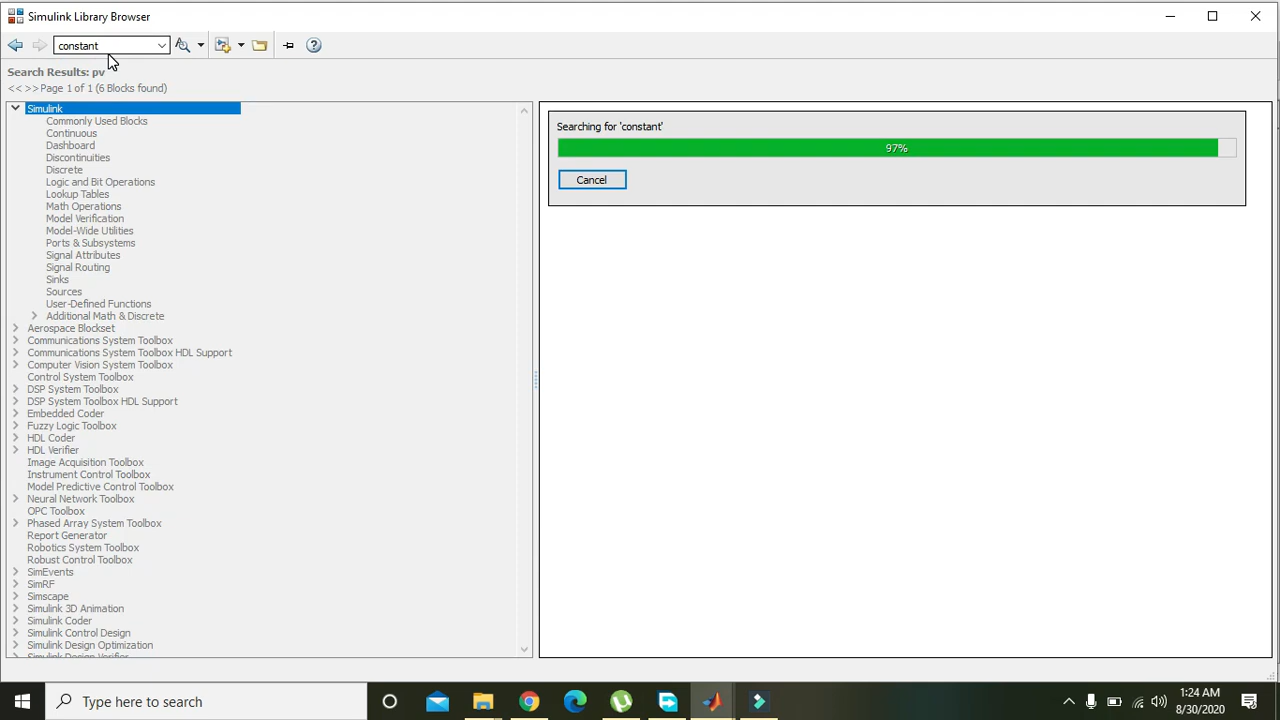 Simulink Library Browser
constant
Search Results: pv
<< >> Page 1 of 1 (6 Blocks found)
Simulink
Commonly Used Blocks
Continuous
Dashboard
Discontinuities
Discrete
Logic and Bit Operations
Lookup Tables
Math Operations
Model Verification
Model-Wide Utilities
Ports & Subsystems
Signal Attributes
Signal Routing
Sinks
Sources
User-Defined Functions
Additional Math & Discrete
Aerospace Blockset
Communications System Toolbox
Communications System Toolbox HDL Support
Computer Vision System Toolbox
Control System Toolbox
DSP System Toolbox
DSP System Toolbox HDL Support
Embedded Coder
Fuzzy Logic Toolbox
HDL Coder
HDL Verifier
Image Acquisition Toolbox
Instrument Control Toolbox
Model Predictive Control Toolbox
Neural Network Toolbox
OPC Toolbox
Phased Array System Toolbox
Report Generator
Robotics System Toolbox
Robust Control Toolbox
SimEvents
SimRF
Simscape
Simulink 3D Animation
Simulink Coder
Simulink Control Design
Simulink Design Optimization
Simulink Design Verifier
Searching for 'constant'
97%
Cancel
Type here to search
1:24 AM
8/30/2020